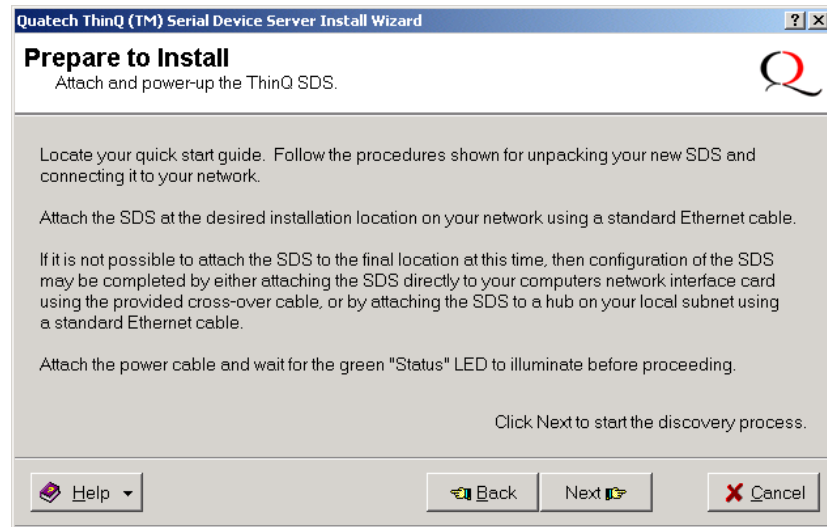 Quatech ThinQ (TM) Serial Device Server Install Wizard
Prepare to Install
Attach and power-up the ThinQ SDS.
Locate your quick start guide. Follow the procedures shown for unpacking your new SDS and
connecting it to your network.
Attach the SDS at the desired installation location on your network using a standard Ethernet cable.
If it is not possible to attach the SDS to the final location at this time, then configuration of the SDS
may be completed by either attaching the SDS directly to your computers network interface card
using the provided cross-over cable, or by attaching the SDS to a hub on your local subnet using
a standard Ethernet cable.
Attach the power cable and wait for the green "Status" LED to illuminate before proceeding.
Click Next to start the discovery process.
Help Back Next Cancel